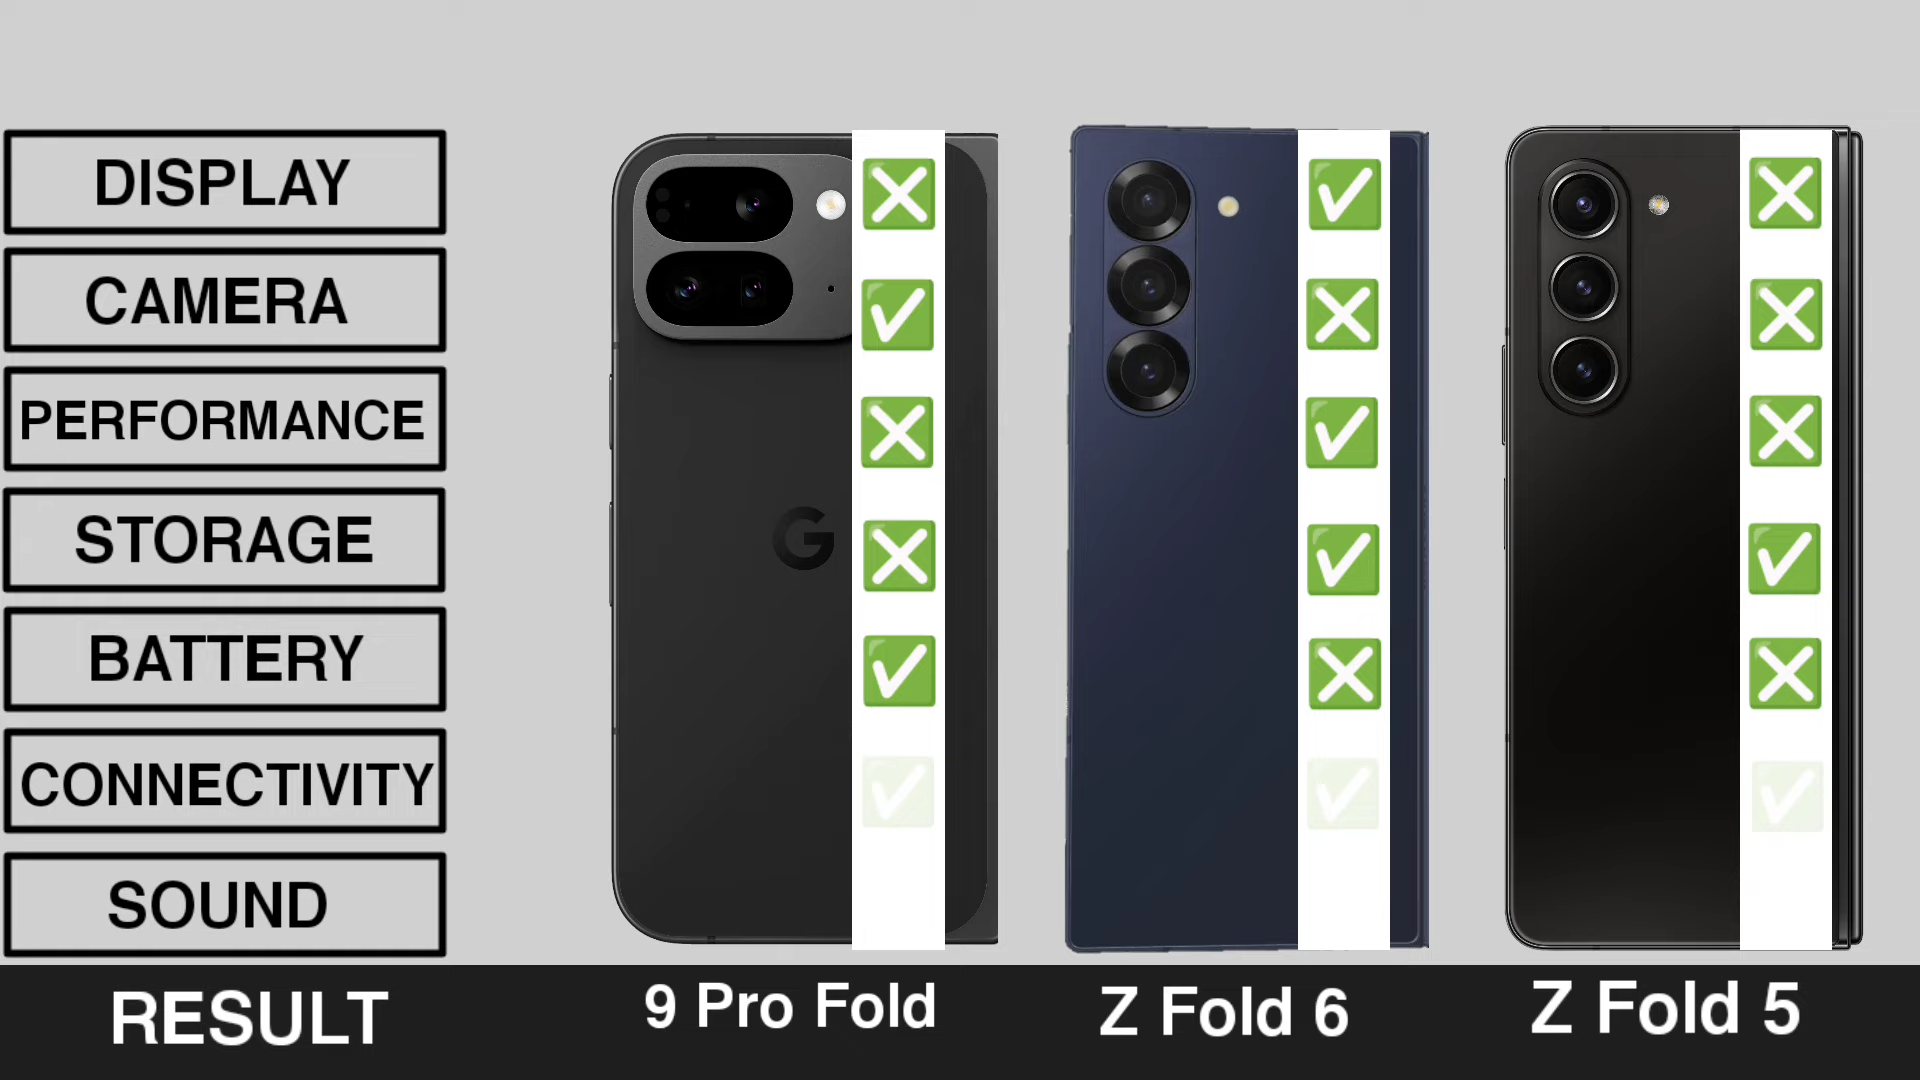 DISPLAY
CAMERA
PERFORMANCE
STORAGE
BATTERY
CONNECTIVITY
SOUND
G
RESULT
9 Pro Fold
Z Fold 6
Z Fold 5